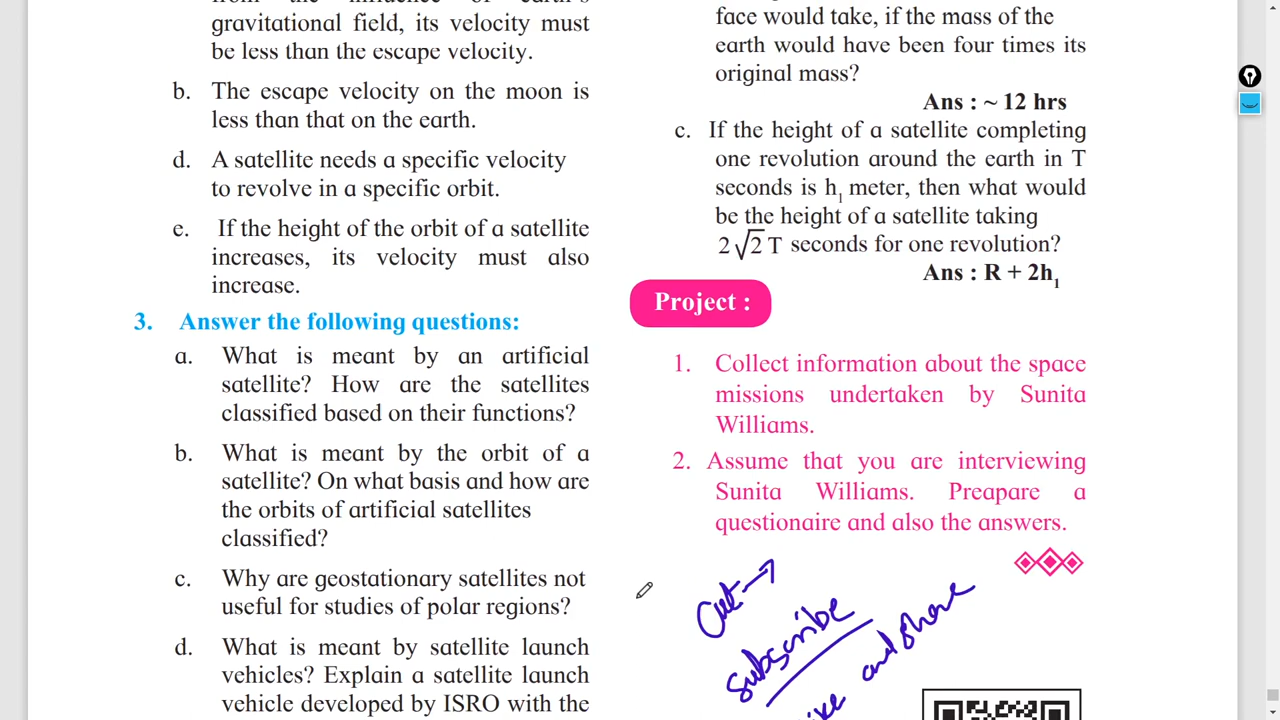 from the influence of earth's
gravitational field, its velocity must
be less than the escape velocity.
b. The escape velocity on the moon is
less than that on the earth.
d. A satellite needs a specific velocity
to revolve in a specific orbit.
e. If the height of the orbit of a satellite
increases, its velocity must also
increase.
3. Answer the following questions:
a. What is meant by an artificial
satellite? How are the satellites
classified based on their functions?
b. What is meant by the orbit of a
satellite? On what basis and how are
the orbits of artificial satellites
classified?
c. Why are geostationary satellites not
useful for studies of polar regions?
d. What is meant by satellite launch
vehicles? Explain a satellite launch
vehicle developed by ISRO with the
face would take, if the mass of the
earth would have been four times its
original mass?
Ans : ~ 12 hrs
c. If the height of a satellite completing
one revolution around the earth in T
seconds is h₁ meter, then what would
be the height of a satellite taking
2√2 T seconds for one revolution?
Ans : R + 2h₁
Project :
1. Collect information about the space
missions undertaken by Sunita
Williams.
2. Assume that you are interviewing
Sunita Williams. Preapare a
questionaire and also the answers.
subscribe
and share